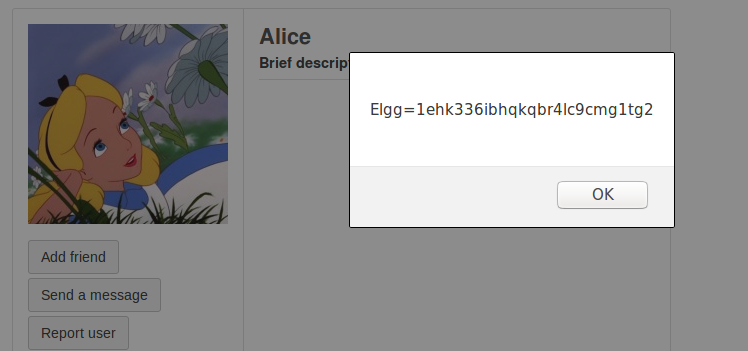 Alice
Brief descrip
Elgg=1ehk336ibhqkqbr4lc9cmg1tg2
OK
Add friend
Send a message
Report user